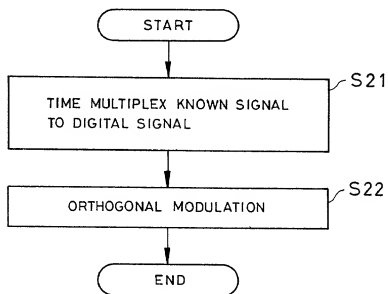 START
S21
TIME MULTIPLEX KNOWN SIGNAL
TO DIGITAL SIGNAL
S22
ORTHOGONAL MODULATION
END